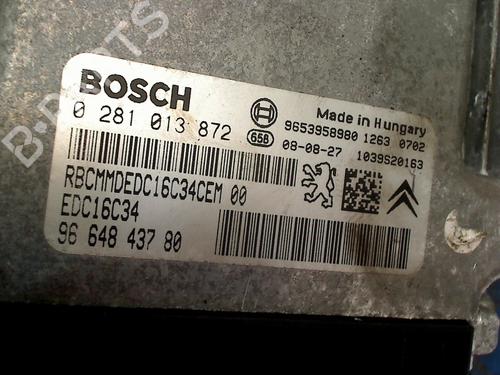 BOSCH
Made in Hungary
0 281 013 872
9653958980 1263 0702
658
08-08-27
1039S20163
RBCMMDEDC16C34CEM 00
EDC16C34
96 648 437 80
B-PARTS